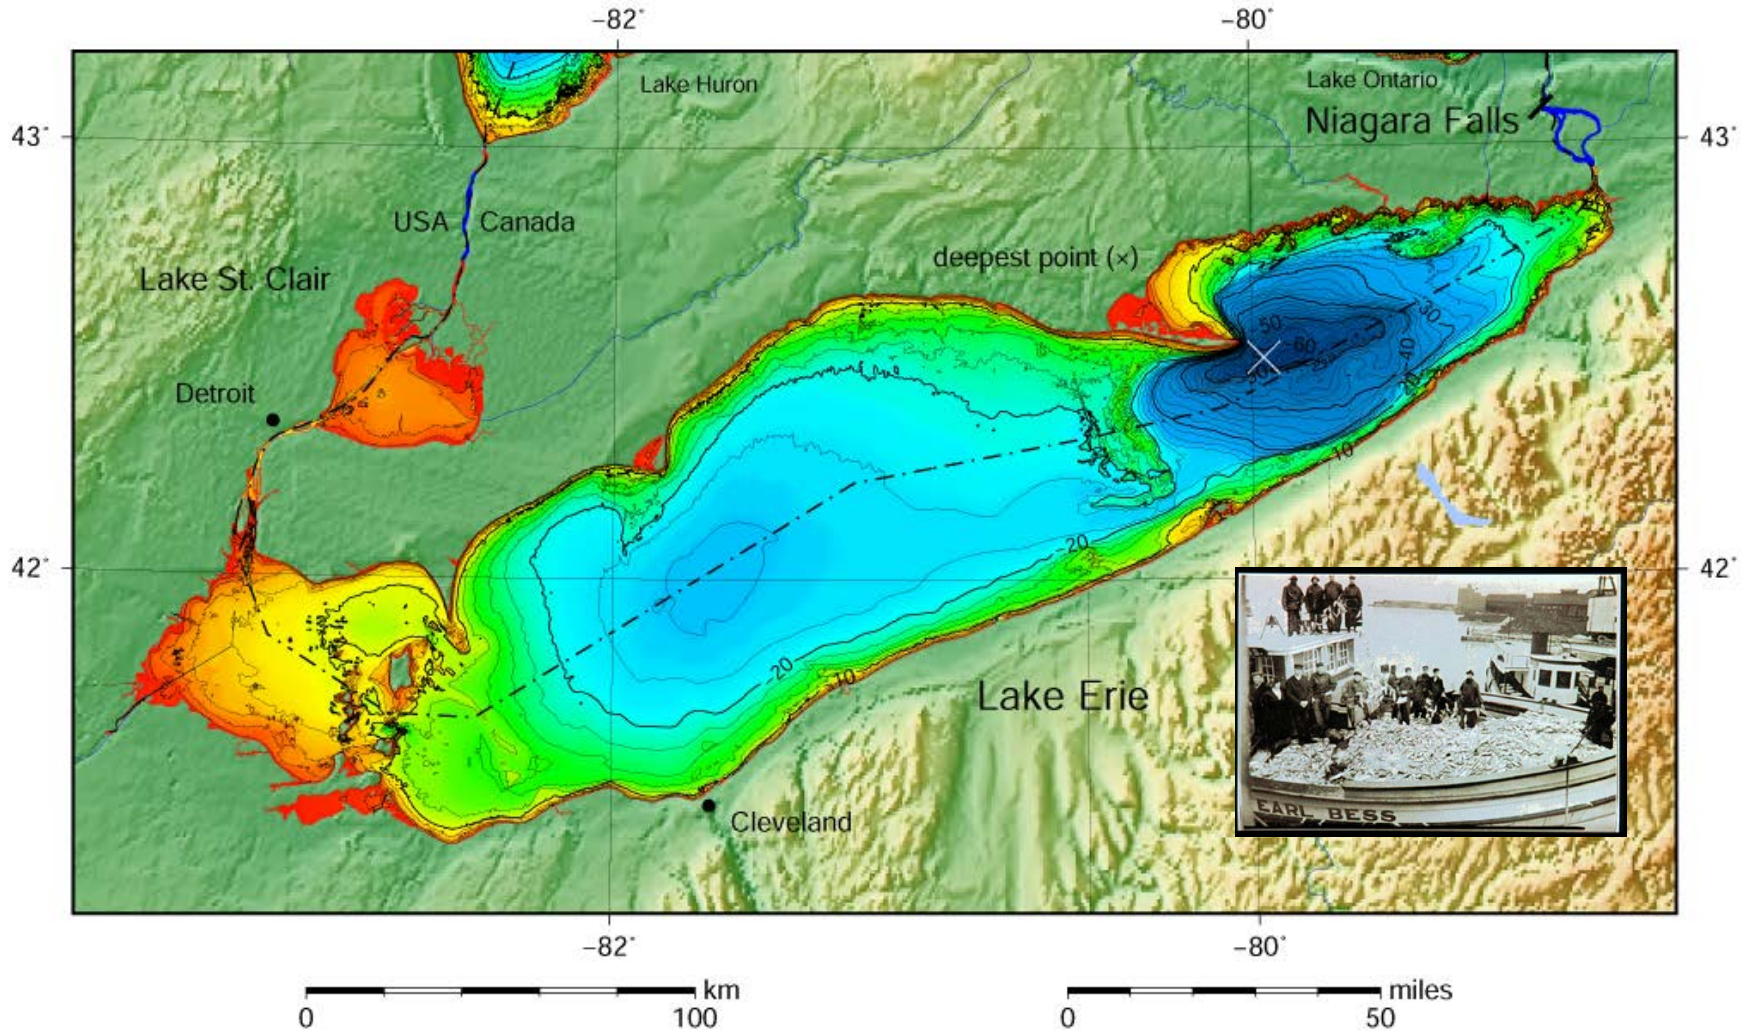 −82°
−80°
Lake Huron
Lake Ontario
Niagara Falls
43°
43°
USA
Canada
deepest point (×)
Lake St. Clair
30
50
60
40
Detroit
10
20
42°
42°
20
10
Lake Erie
EARL BESS
Cleveland
−82°
−80°
km
miles
0
100
0
50